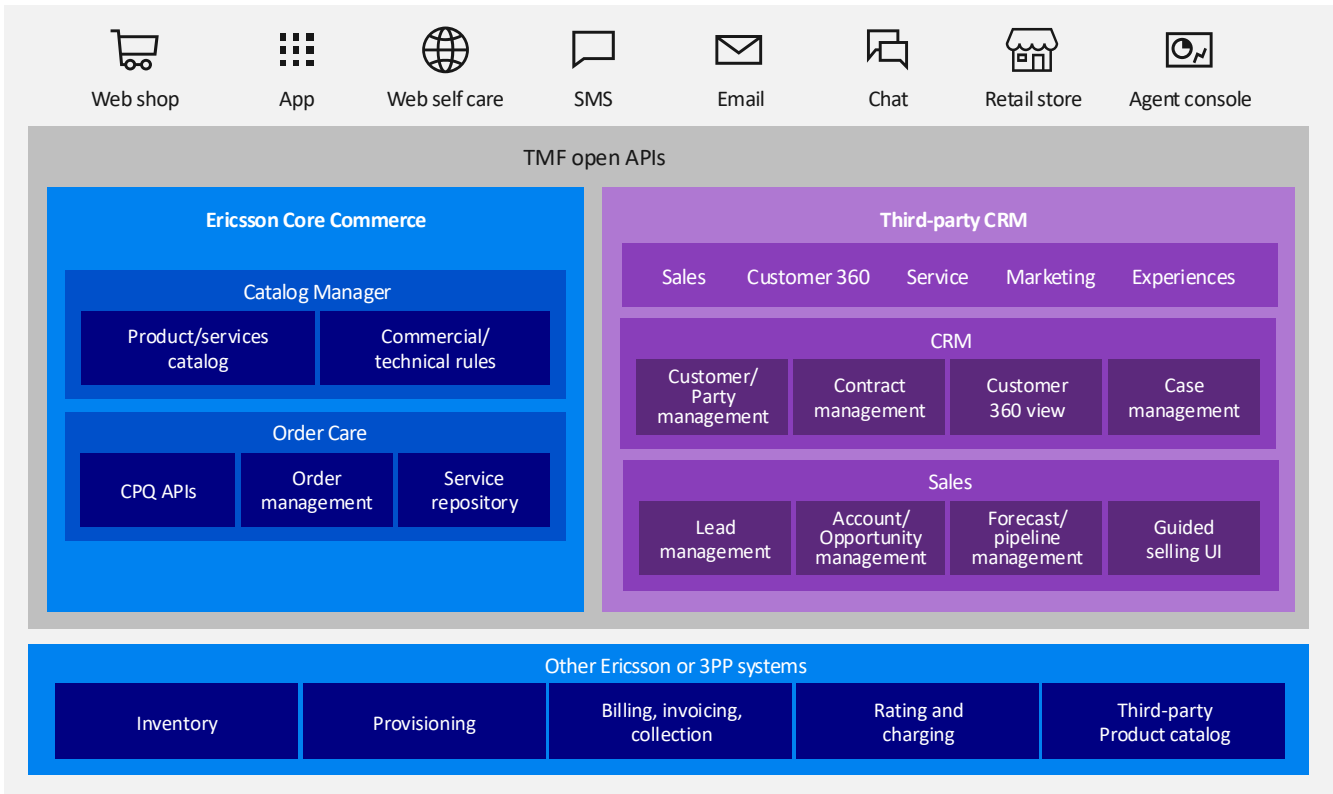 Web shop
App
Web self care
SMS
Email
Chat
Retail store
Agent console
TMF open APIs
Ericsson Core Commerce
Catalog Manager
Product/services
catalog
Commercial/
technical rules
Order Care
CPQ APIs
Order
management
Service
repository
Third-party CRM
Sales
Customer 360
Service
Marketing
Experiences
CRM
Customer/
Party
management
Contract
management
Customer
360 view
Case
management
Sales
Lead
management
Account/
Opportunity
management
Forecast/
pipeline
management
Guided
selling UI
Other Ericsson or 3PP systems
Inventory
Provisioning
Billing, invoicing,
collection
Rating and
charging
Third-party
Product catalog